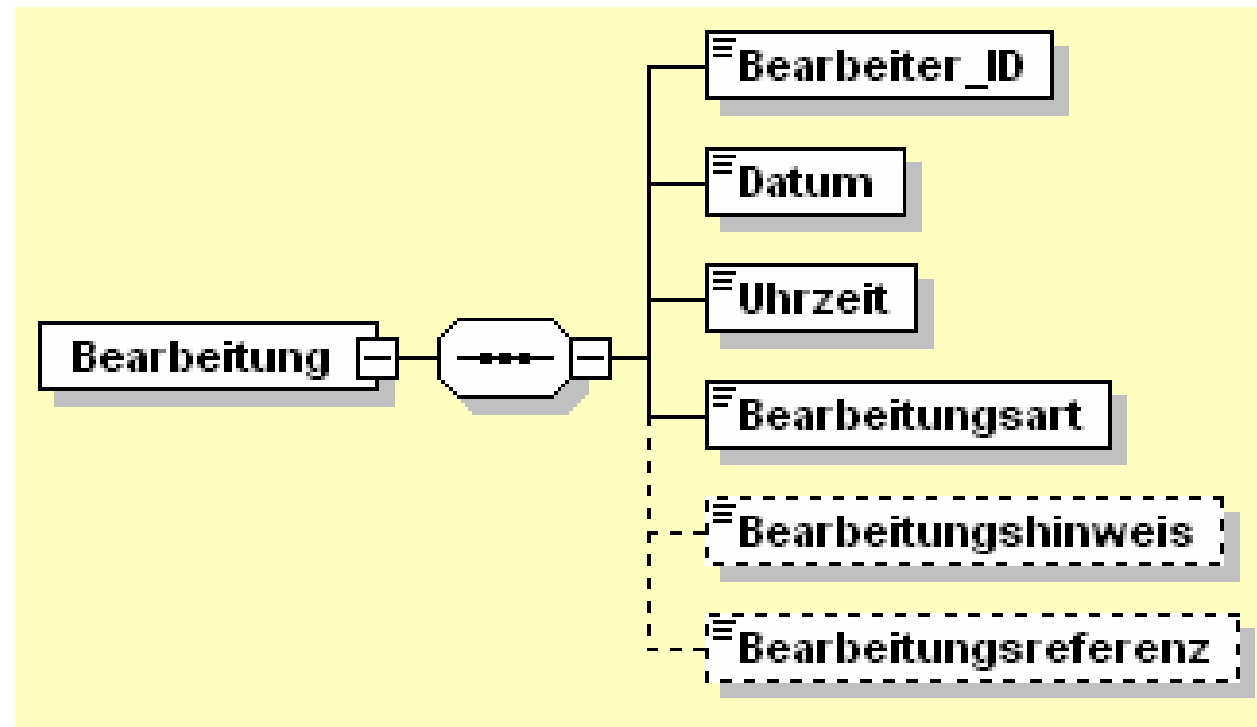 Bearbeiter_ID
Datum
Uhrzeit
Bearbeitung
Bearbeitungsart
Bearbeitungshinweis
Bearbeitungsreferenz